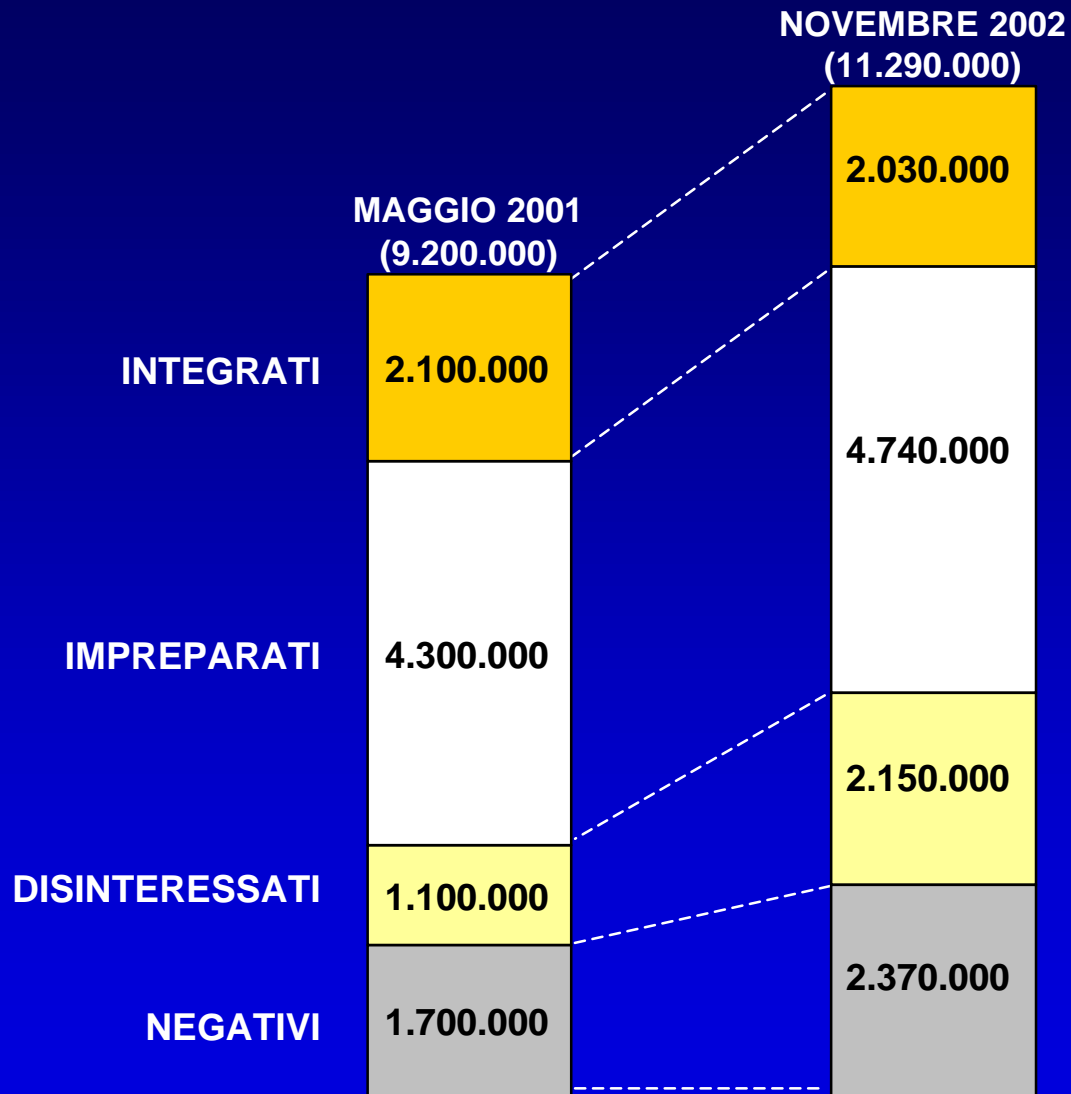 NOVEMBRE 2002
(11.290.000)
2.030.000
MAGGIO 2001
(9.200.000)
INTEGRATI
2.100.000
4.740.000
IMPREPARATI
4.300.000
2.150.000
DISINTERESSATI
1.100.000
2.370.000
NEGATIVI
1.700.000